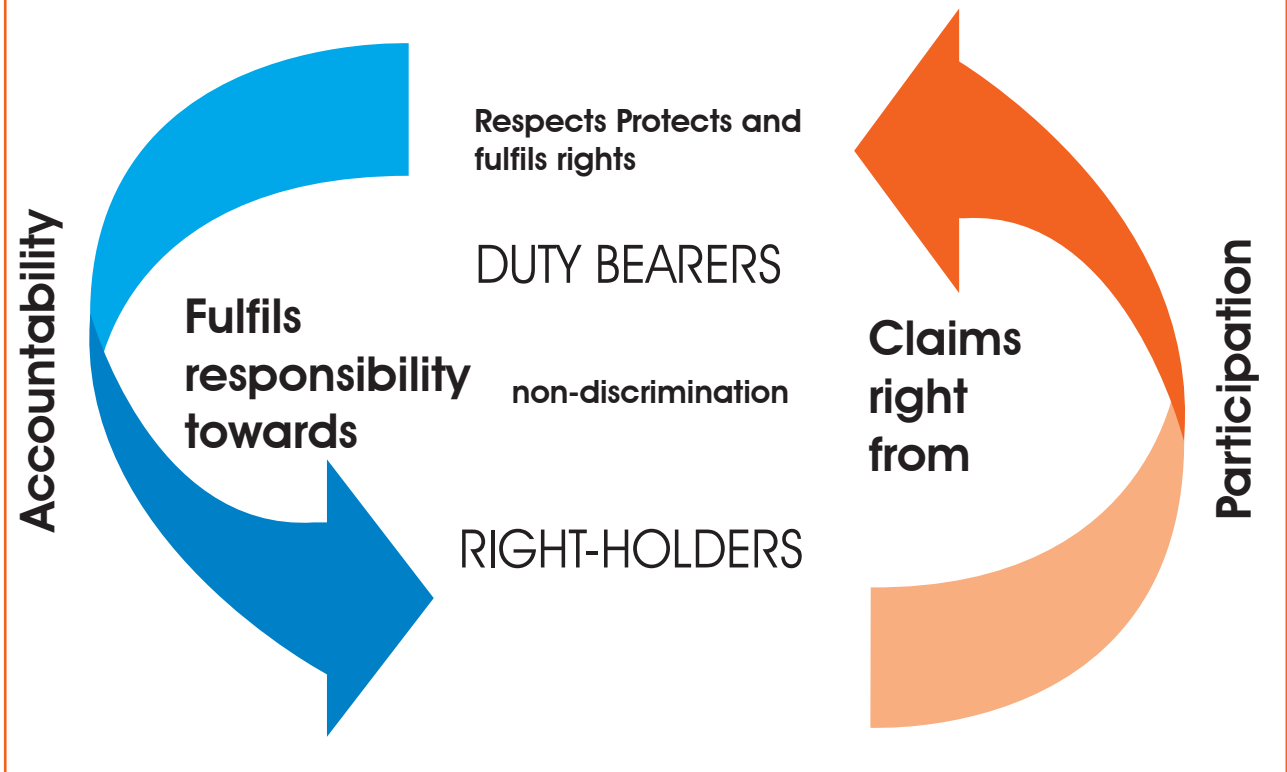 Respects Protects and
fulfils rights
DUTY BEARERS
Accountability
Fulfils
responsibility
towards
non-discrimination
Claims
right
from
Participation
RIGHT-HOLDERS